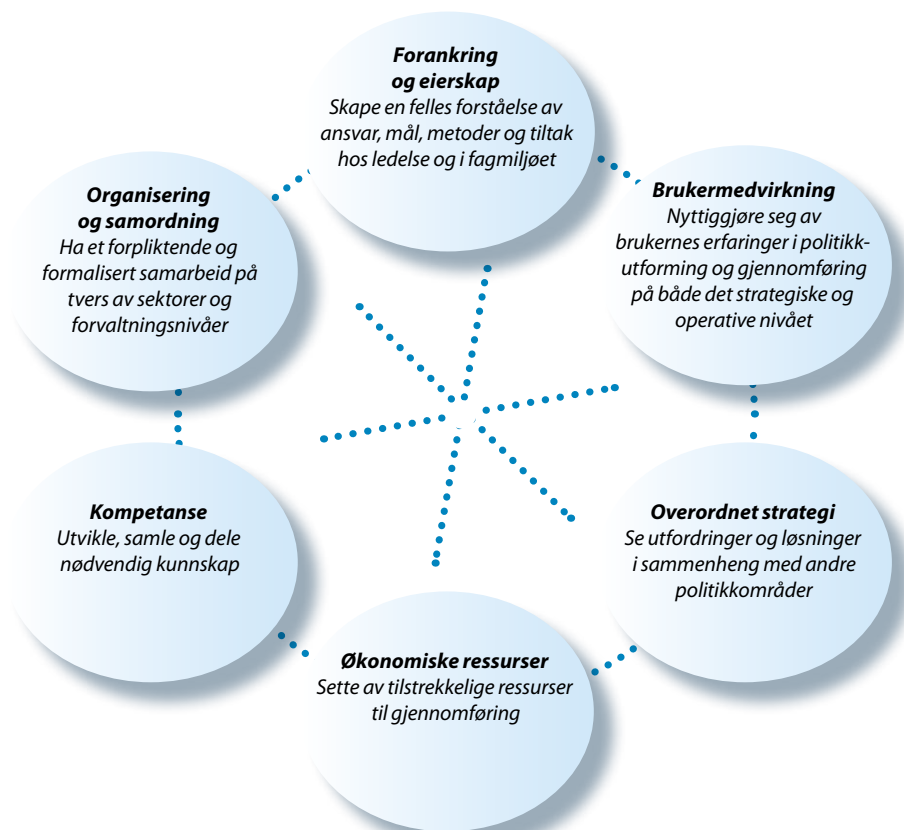 Forankring
og eierskap
Skape en felles forståelse av
ansvar, mål, metoder og tiltak
hos ledelse og i fagmiljøet
Brukermedvirkning
Nyttiggjøre seg av
brukernes erfaringer i politikk-
utforming og gjennomføring
på både det strategiske og
operative nivået
Overordnet strategi
Se utfordringer og løsninger
i sammenheng med andre
politikkområder
Økonomiske ressurser
Sette av tilstrekkelige ressurser
til gjennomføring
Kompetanse
Utvikle, samle og dele
nødvendig kunnskap
Organisering
og samordning
Ha et forpliktende og
formalisert samarbeid på
tvers av sektorer og
forvaltningsnivåer